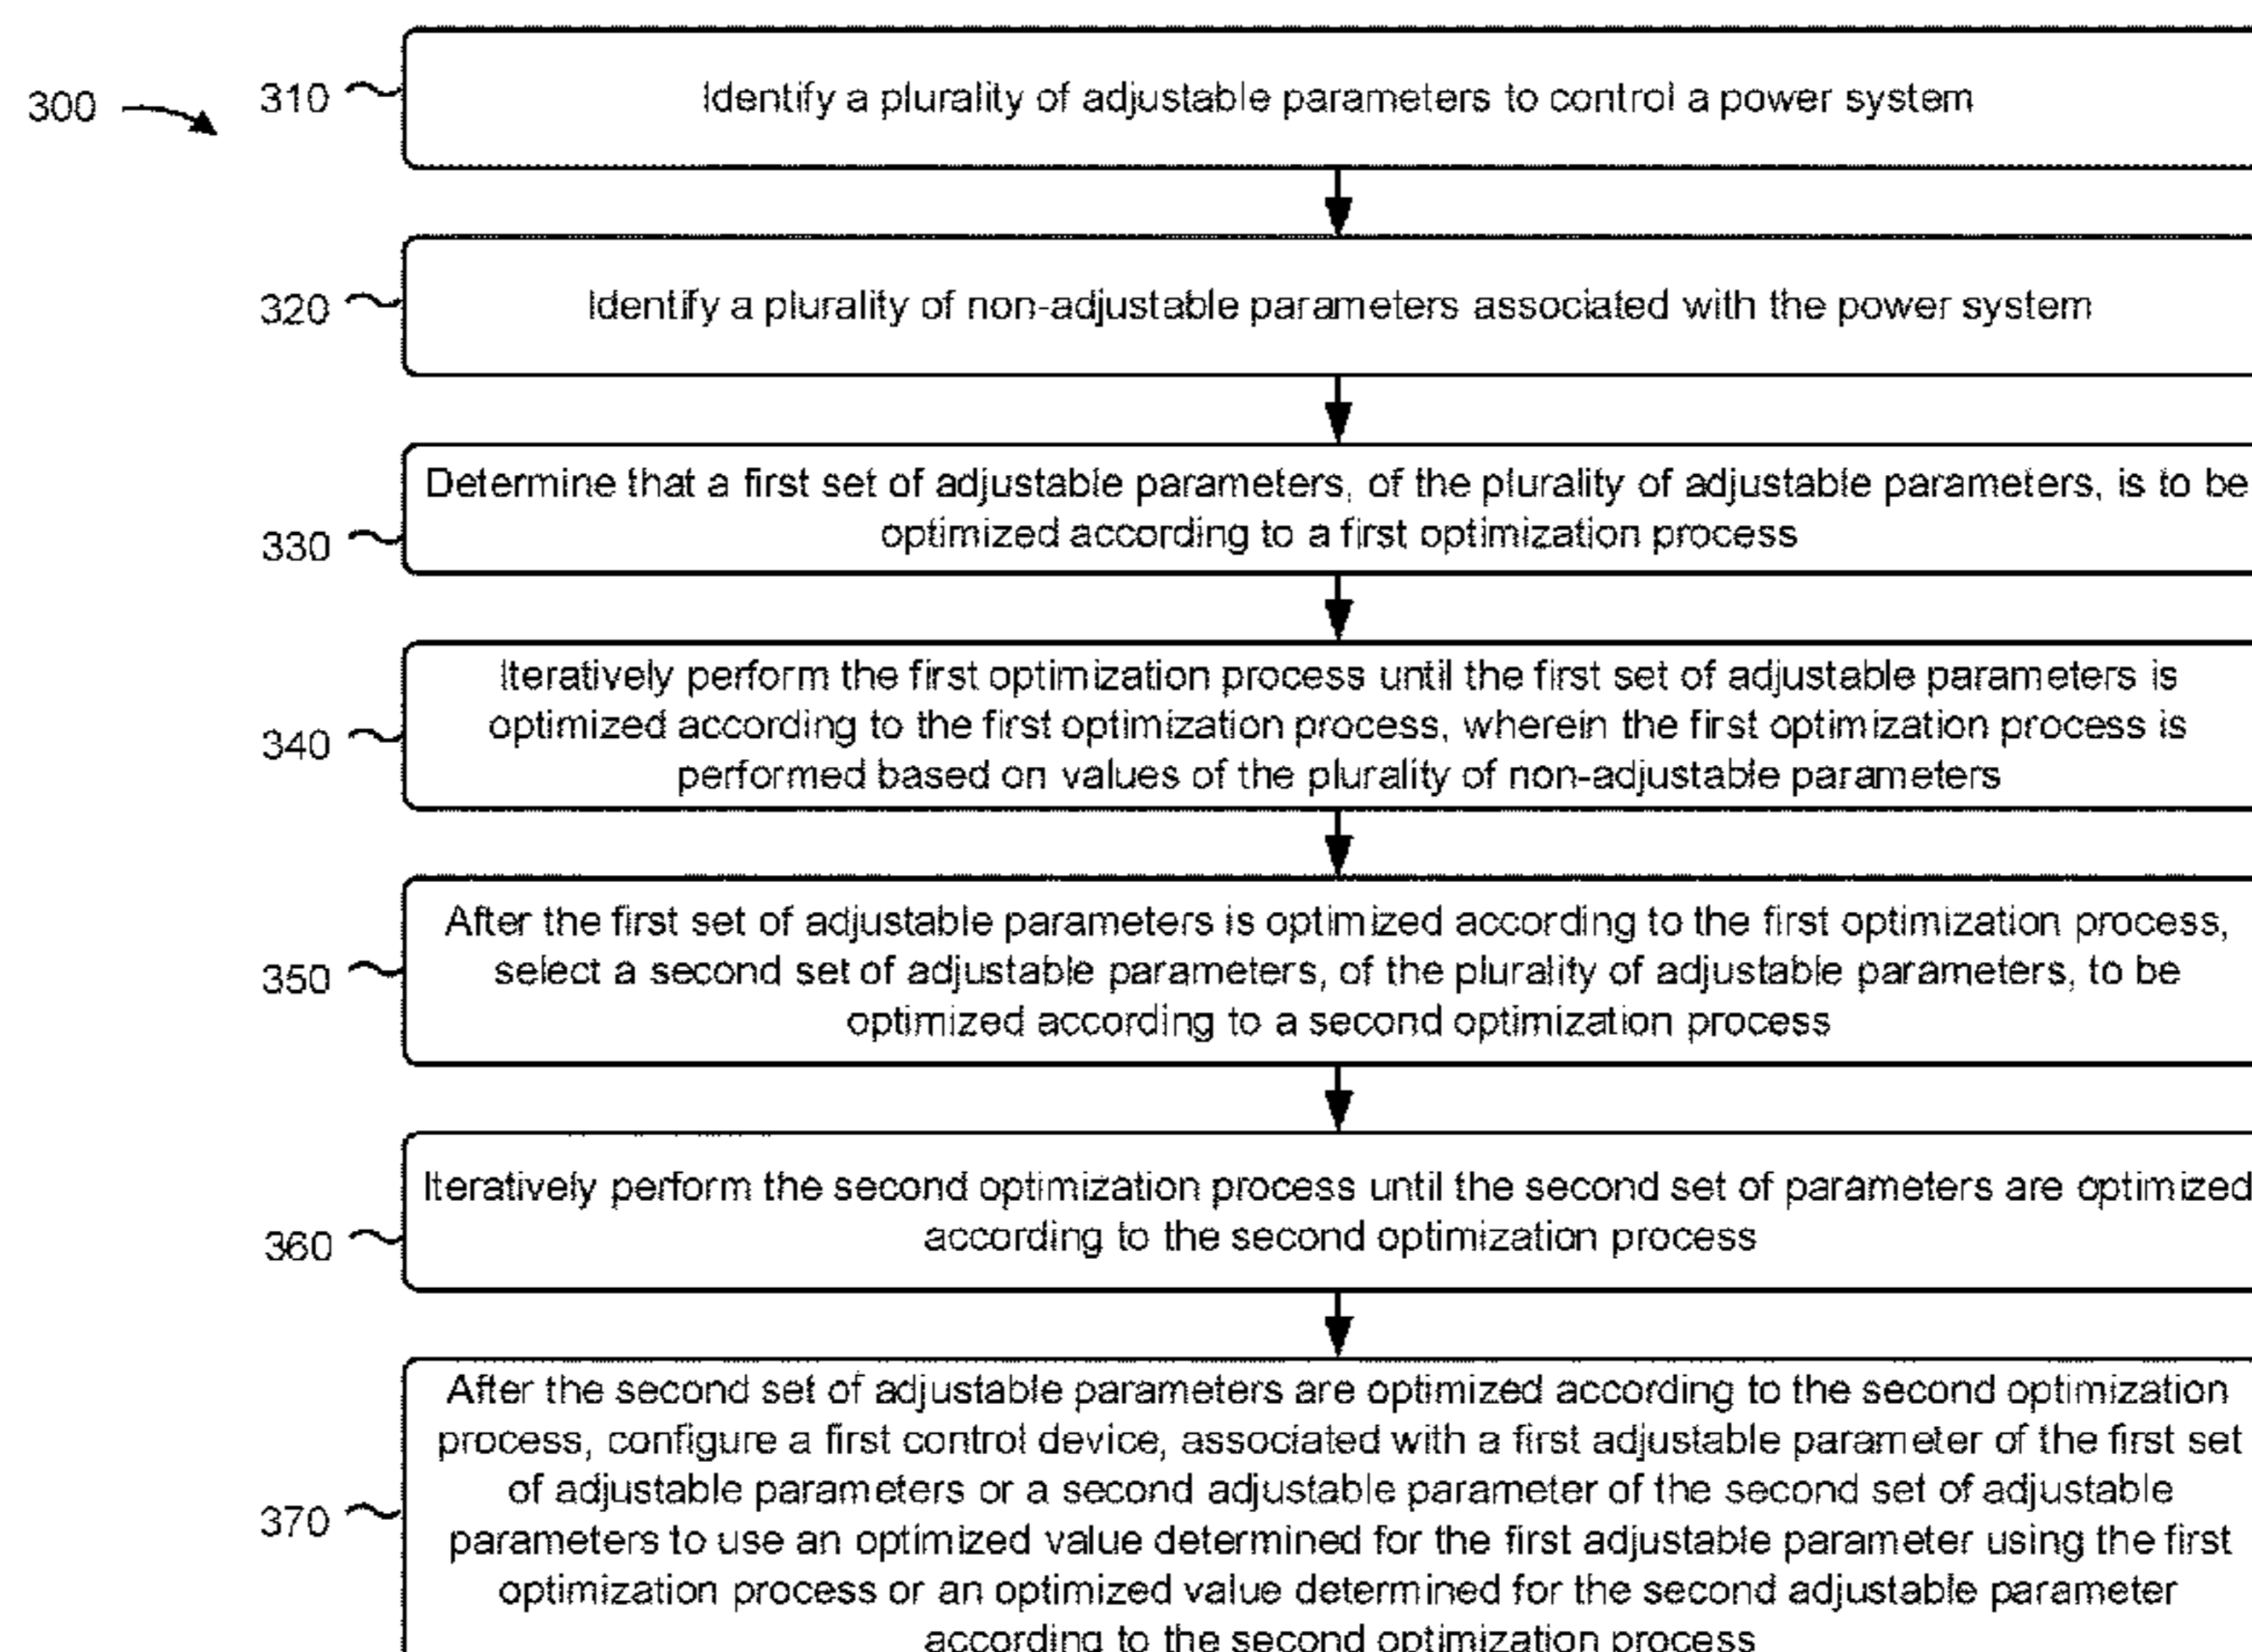 300
310
Identify a plurality of adjustable parameters to control a power system
320
Identify a plurality of non-adjustable parameters associated with the power system
330
Determine that a first set of adjustable parameters, of the plurality of adjustable parameters, is to be
optimized according to a first optimization process
340
Iteratively perform the first optimization process until the first set of adjustable parameters is
optimized according to the first optimization process, wherein the first optimization process is
performed based on values of the plurality of non-adjustable parameters
350
After the first set of adjustable parameters is optimized according to the first optimization process,
select a second set of adjustable parameters, of the plurality of adjustable parameters, to be
optimized according to a second optimization process
360
Iteratively perform the second optimization process until the second set of parameters are optimized
according to the second optimization process
370
After the second set of adjustable parameters are optimized according to the second optimization
process, configure a first control device, associated with a first adjustable parameter of the first set
of adjustable parameters or a second adjustable parameter of the second set of adjustable
parameters to use an optimized value determined for the first adjustable parameter using the first
optimization process or an optimized value determined for the second adjustable parameter
according to the second optimization process